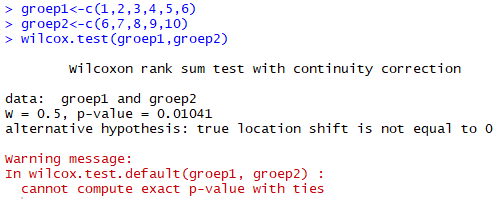 > groep1<-c(1,2,3,4,5,6)
> groep2<-c(6,7,8,9,10)
> wilcox.test(groep1,groep2)
Wilcoxon rank sum test with continuity correction
data:  groep1 and groep2
W = 0.5, p-value = 0.01041
alternative hypothesis: true location shift is not equal to 0
Warning message:
In wilcox.test.default(groep1, groep2) :
cannot compute exact p-value with ties